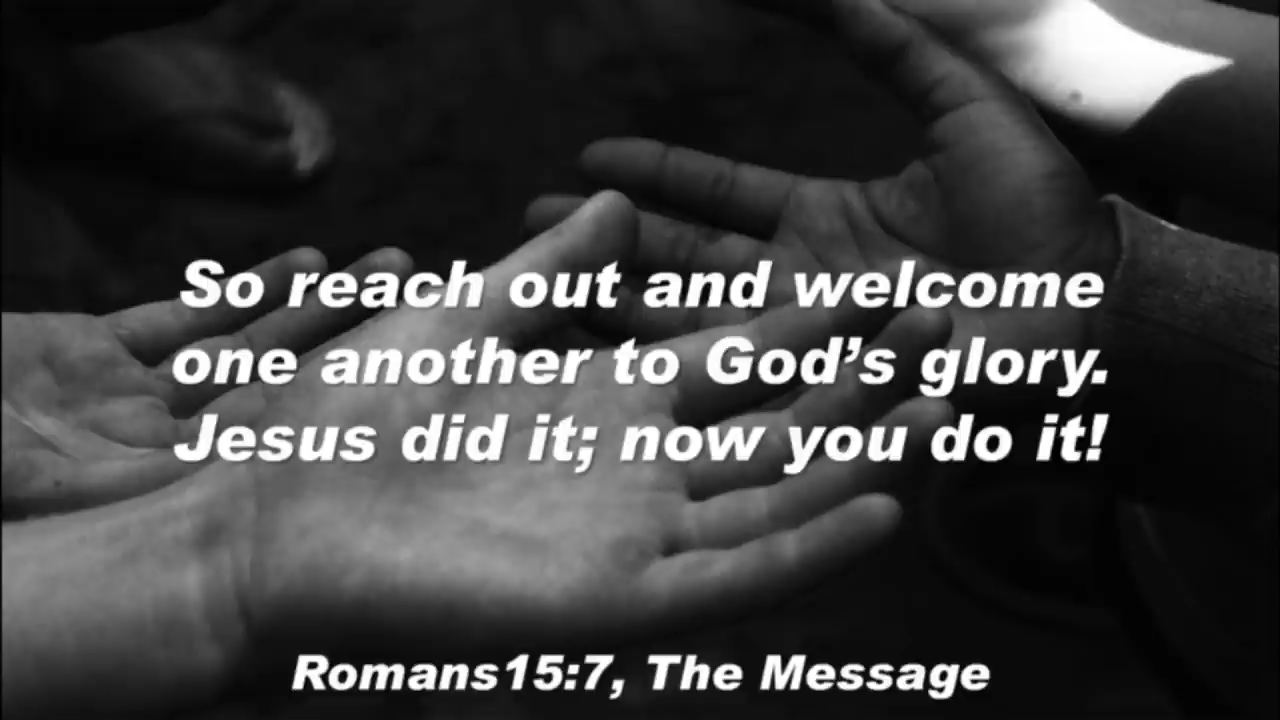 So reach out and welcome
one another to God’s glory.
Jesus did it; now you do it!
Romans15:7, The Message